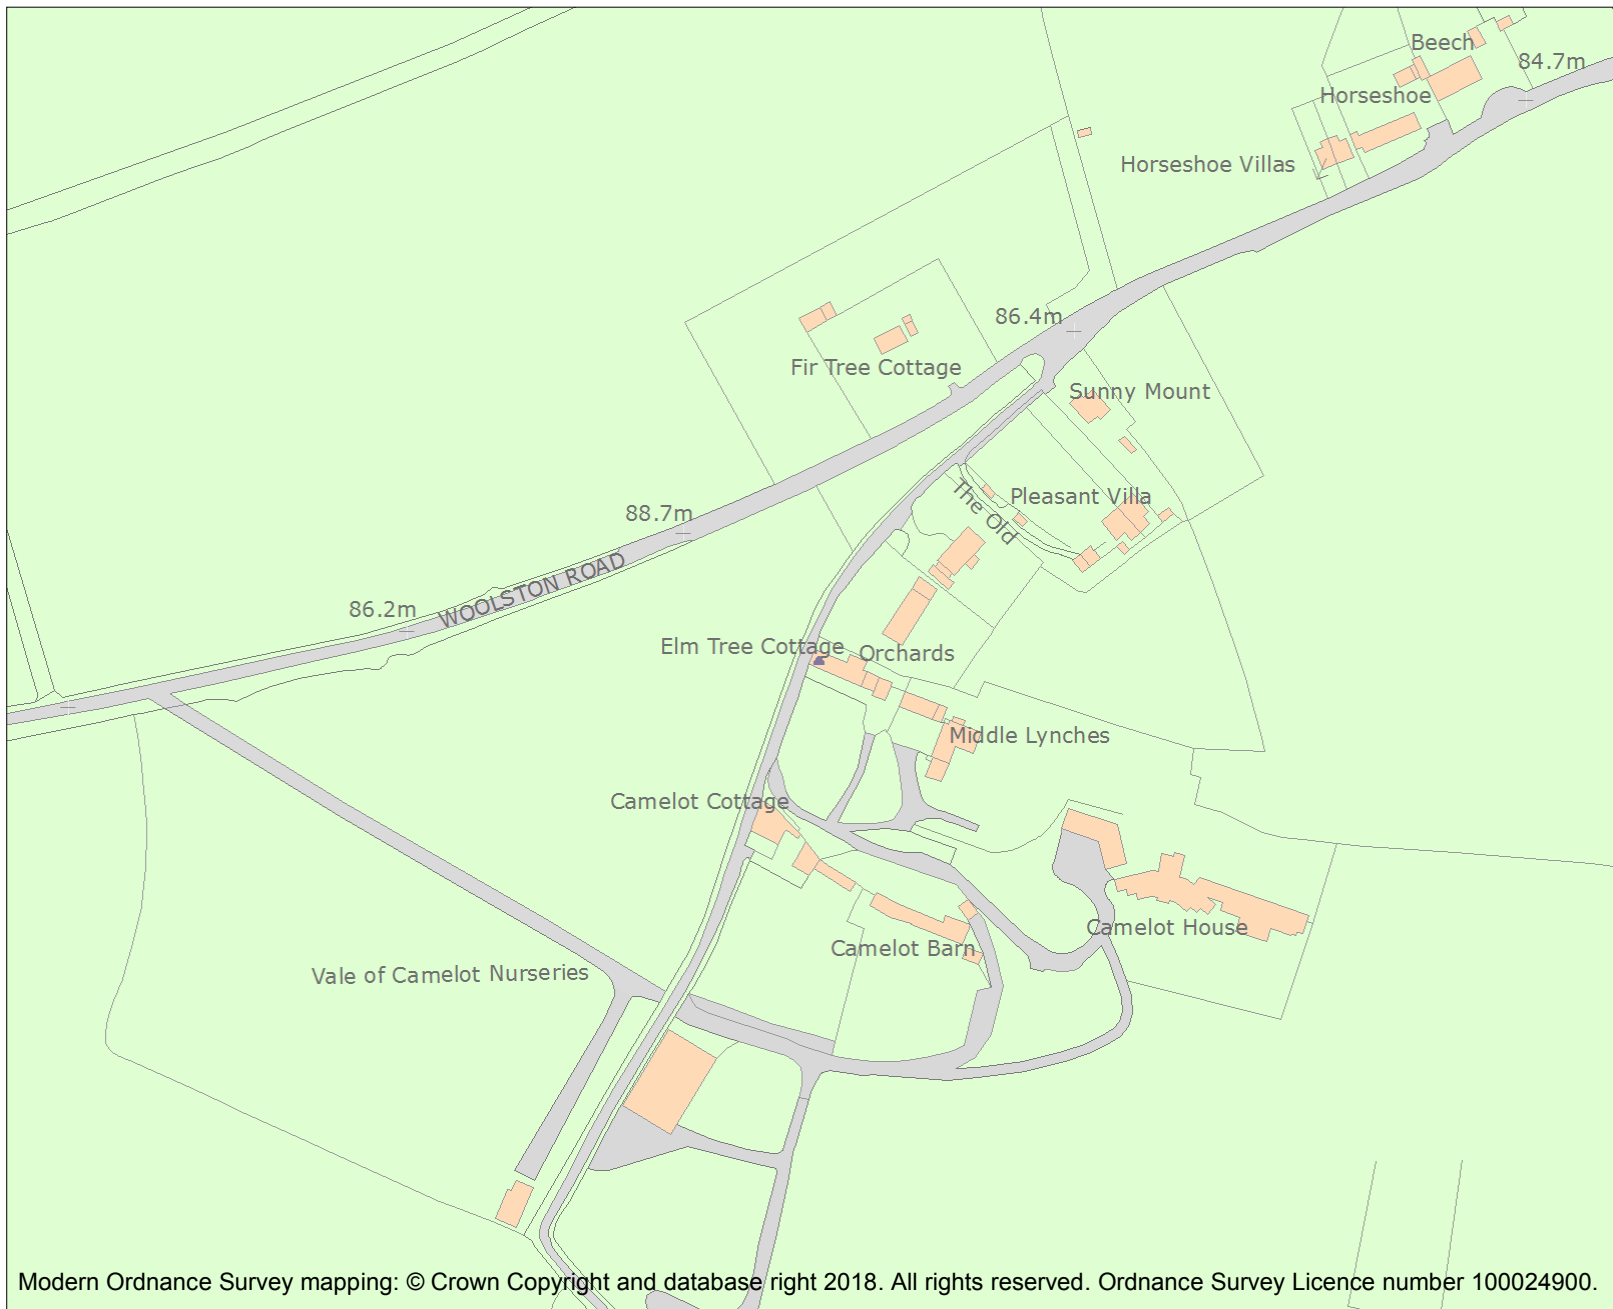 Beech
84.7m
Horseshoe
Horseshoe Villas
86.4m
Fir Tree Cottage
Sunny Mount
Pleasant Villa
The Old
88.7m
WOOLSTON ROAD
86.2m
Elm Tree Cottage
Orchards
Middle Lynches
Camelot Cottage
Camelot House
Camelot Barn
Vale of Camelot Nurseries
Modern Ordnance Survey mapping: © Crown Copyright and database right 2018. All rights reserved. Ordnance Survey Licence number 100024900.